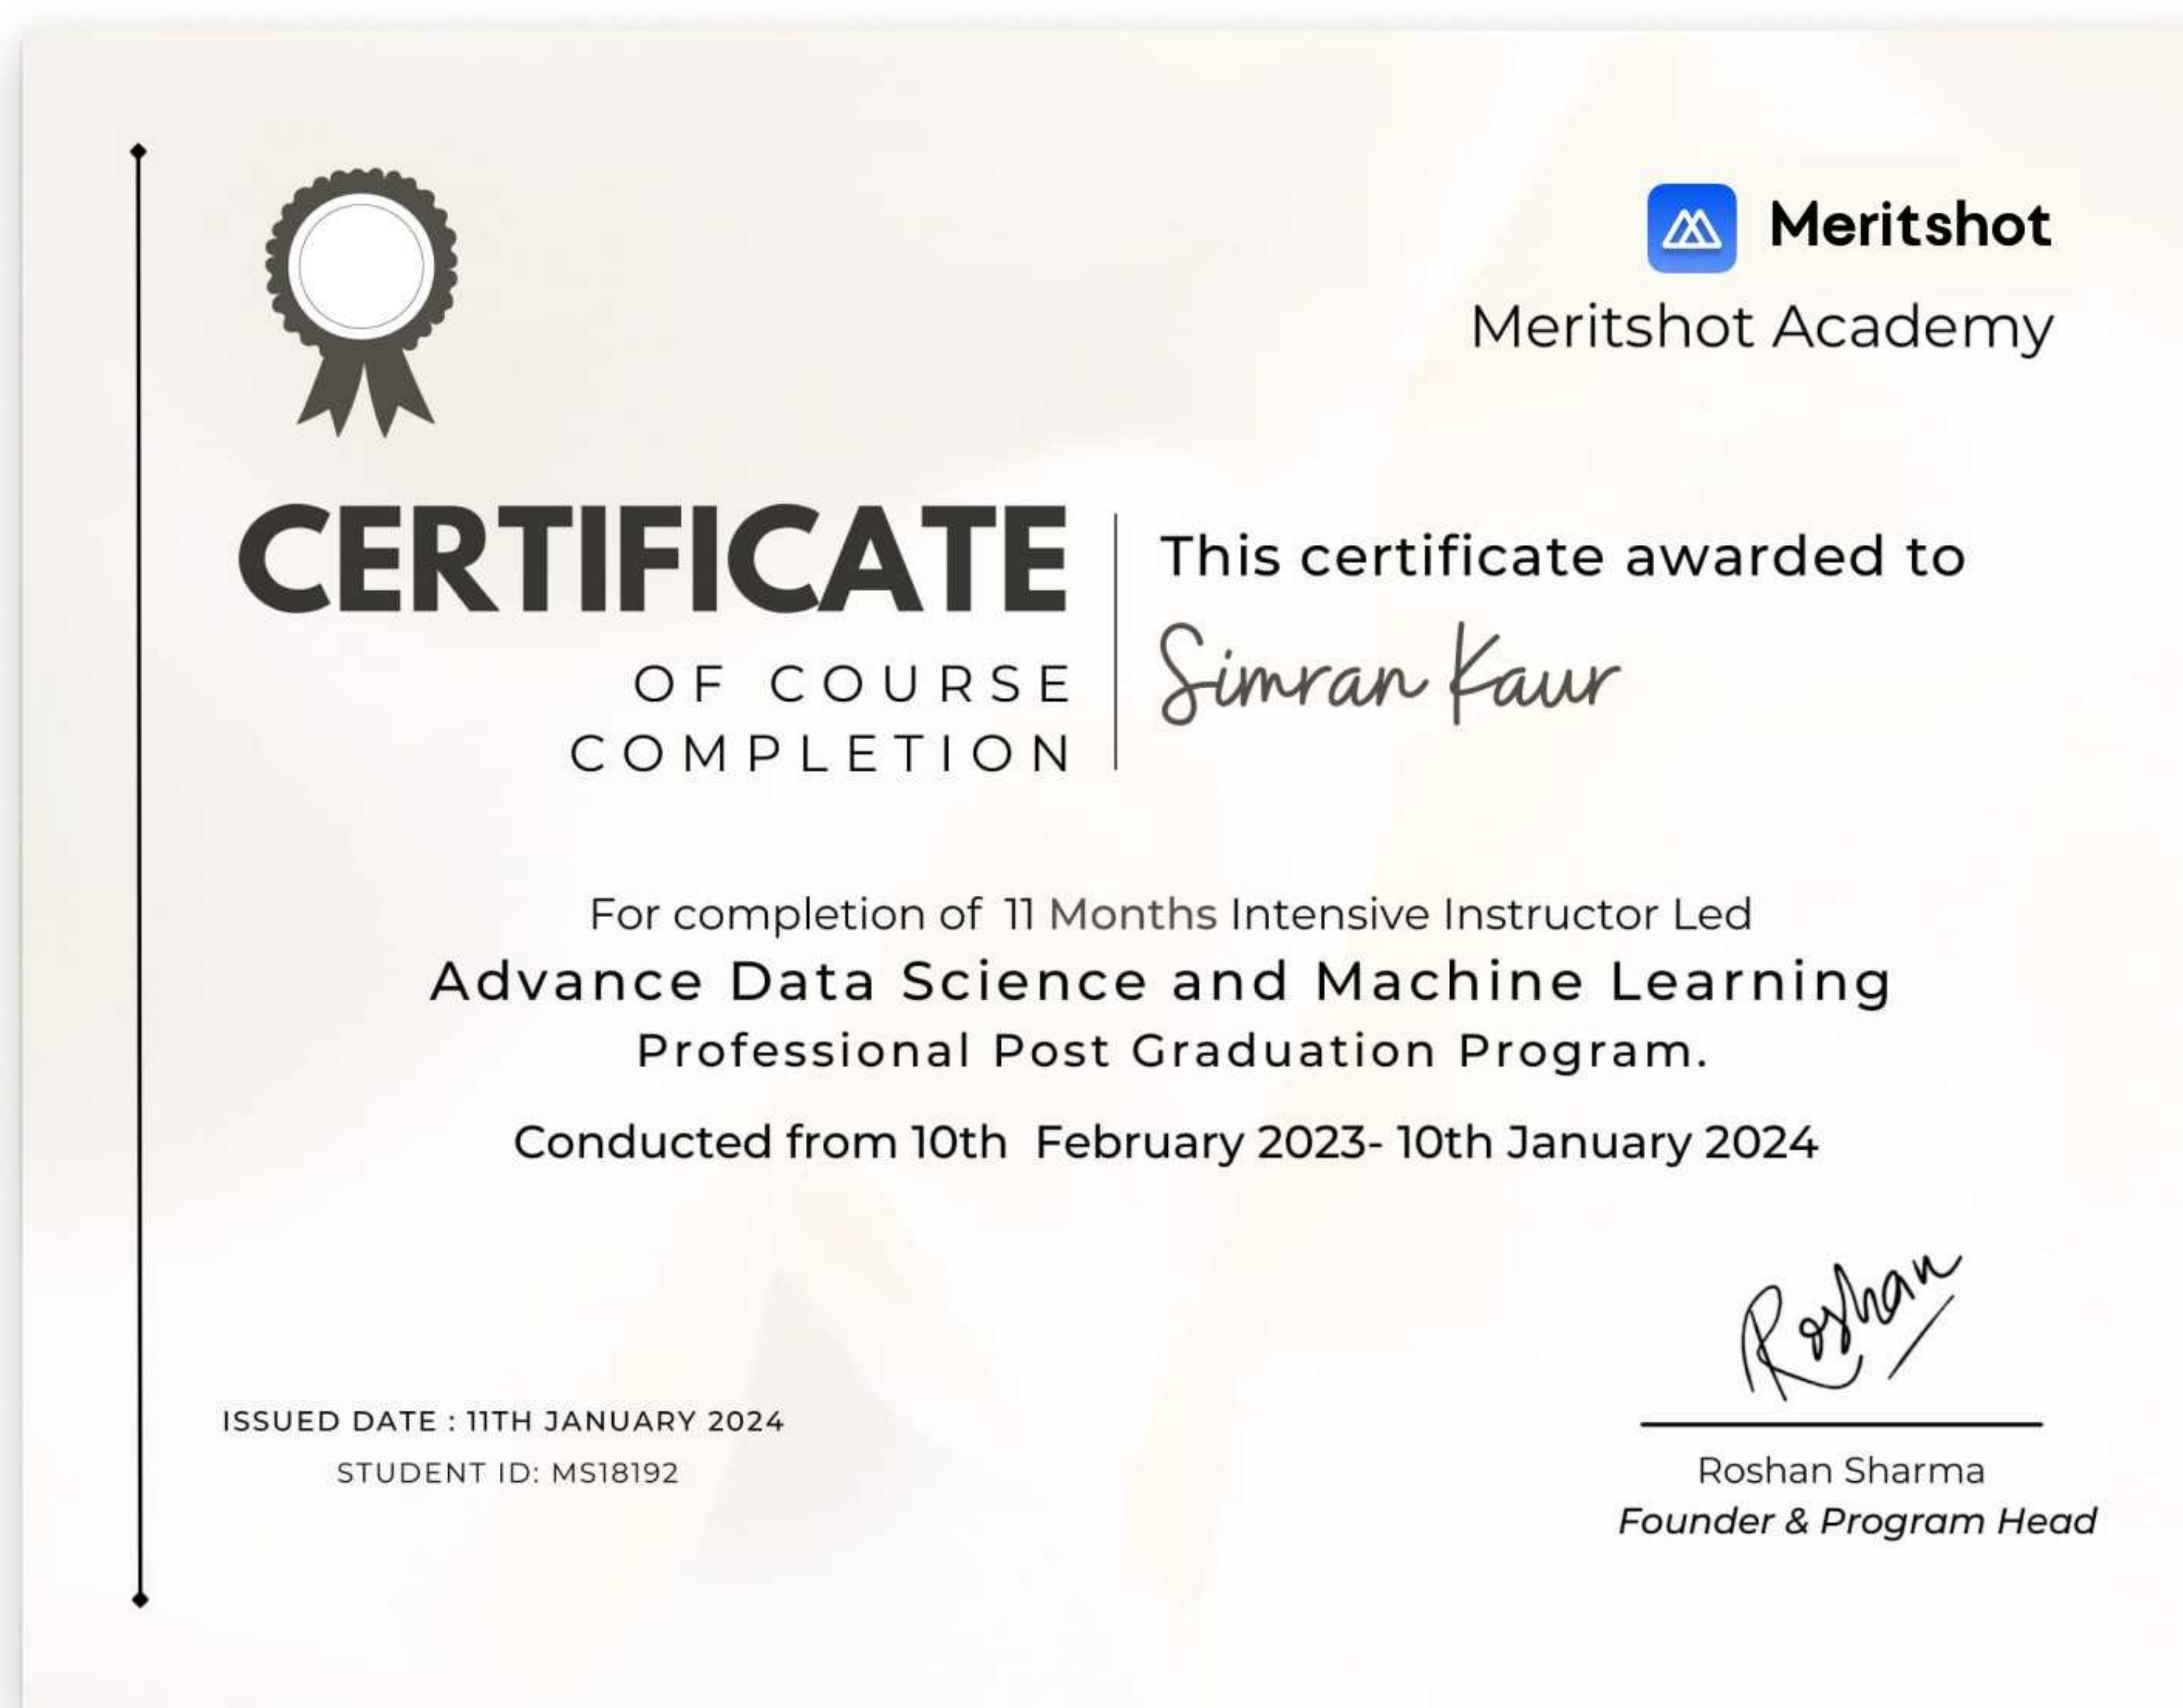 Meritshot
Meritshot Academy
CERTIFICATE
OF COURSE
COMPLETION
This certificate awarded to
Simran Kaur
For completion of 11 Months Intensive Instructor Led
Advance Data Science and Machine Learning
Professional Post Graduation Program.
Conducted from 10th February 2023- 10th January 2024
ISSUED DATE : 11TH JANUARY 2024
STUDENT ID: MS18192
Roshan
Roshan Sharma
Founder & Program Head